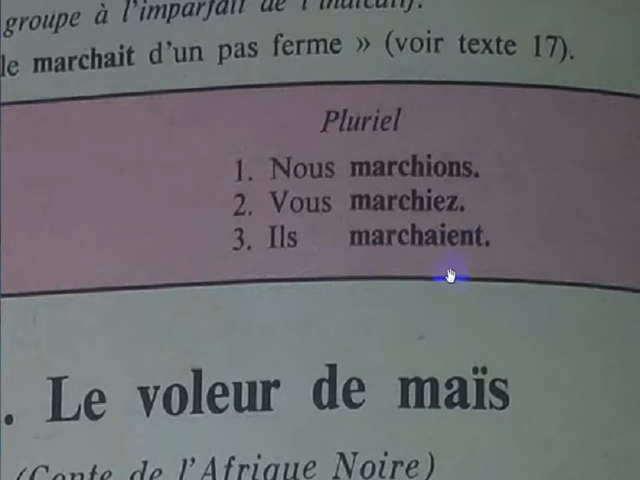 groupe à l'imparfait de l'indicatif.
le marchait d'un pas ferme » (voir texte 17).
Pluriel
1. Nous marchions.
2. Vous marchiez.
3. Ils marchaient.
. Le voleur de maïs
(Conte de l'Afrique Noire)